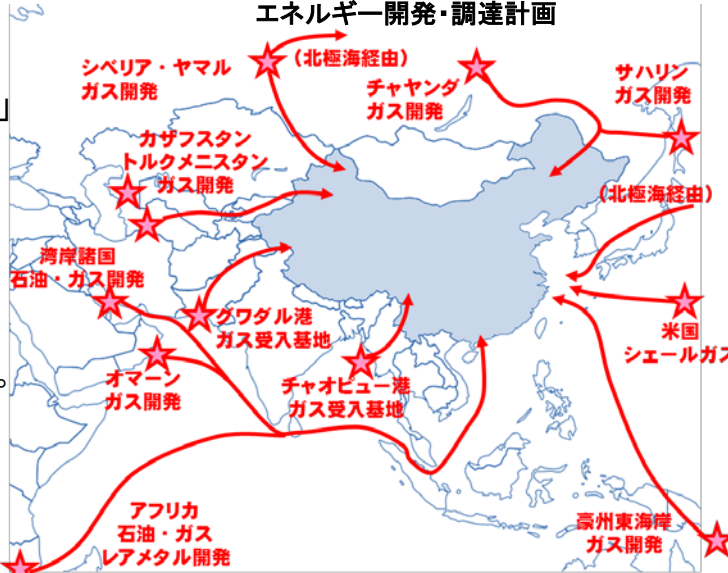 エネルギー開発・調達計画
」
シベリア・ヤマル
ガス開発
（北極海経由）
チャヤンダ
ガス開発
サハリン
ガス開発
カザフスタン
トルクメニスタン
ガス開発
（北極海経由）
湾岸諸国
石油・ガス開発
グワダル港
ガス受入基地
米国
シェールガス
オマーン
ガス開発
。
チャオピュー港
ガス受入基地
アフリカ
石油・ガス
レアメタル開発
豪州東海岸
ガス開発